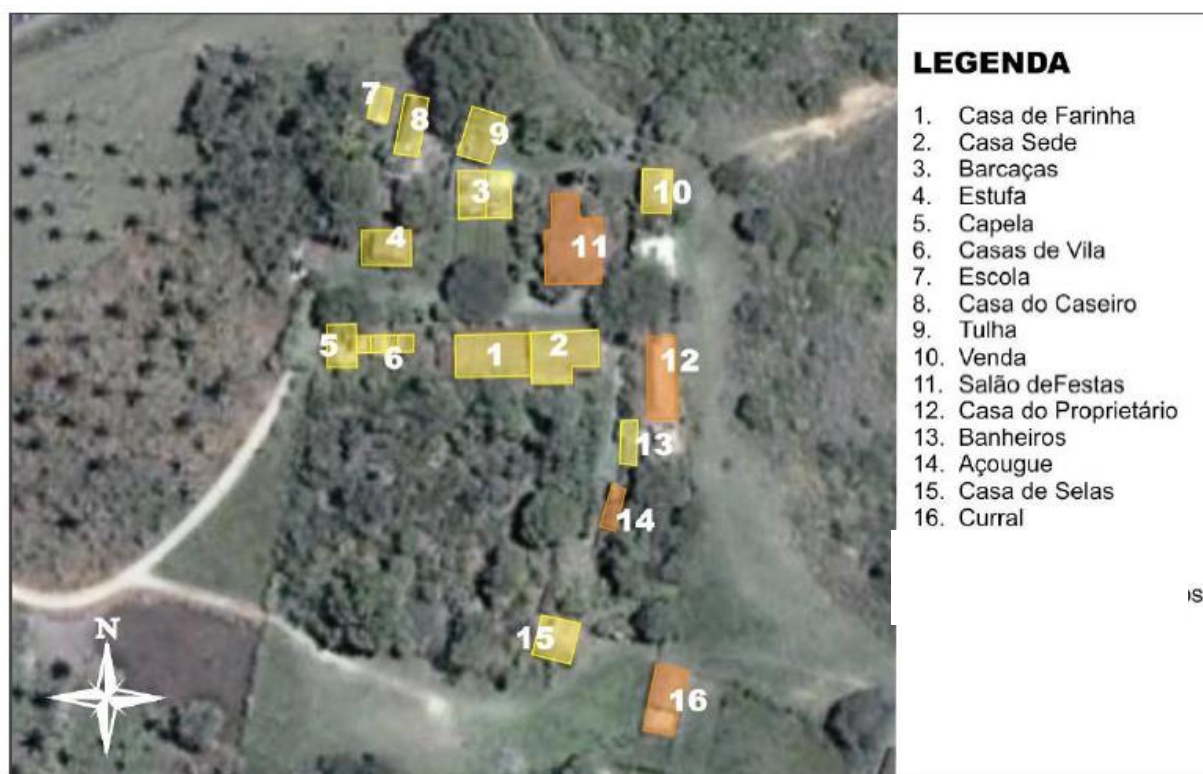 LEGENDA
1. Casa de Farinha
2. Casa Sede
3. Barcaças
4. Estufa
5. Capela
6. Casas de Vila
7. Escola
8. Casa do Caseiro
9. Tulha
10. Venda
11. Salão deFestas
12. Casa do Proprietário
13. Banheiros
14. Açougue
15. Casa de Selas
16. Curral
7
8
9
3
10
4
11
5
6
1
2
12
13
14
15
16
N